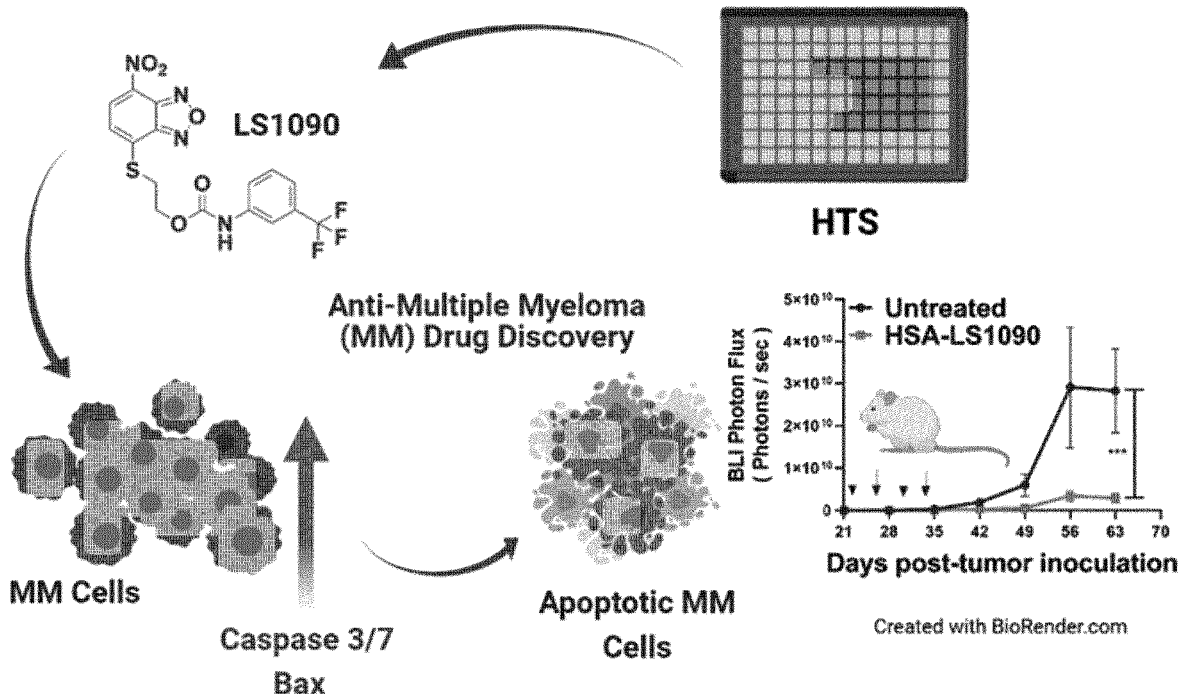 NO₂
N
O
N
LS1090
S
O
O
N
H
F
F
F
HTS
Anti-Multiple Myeloma
(MM) Drug Discovery
MM Cells
Caspase 3/7
Bax
Apoptotic MM
Cells
BLI Photon Flux
( Photons / sec )
5×10¹⁰
4×10¹⁰
3×10¹⁰
2×10¹⁰
1×10¹⁰
0
Untreated
HSA-LS1090
***
21 28 35 42 49 56 63 70
Days post-tumor inoculation
Created with BioRender.com